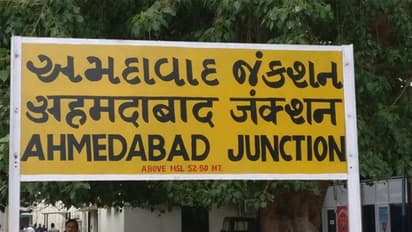 અમદાવાદ જંકશન
अहमदाबाद जंक्शन
AHMEDABAD JUNCTION
ABOVE MSL 52·50 MT